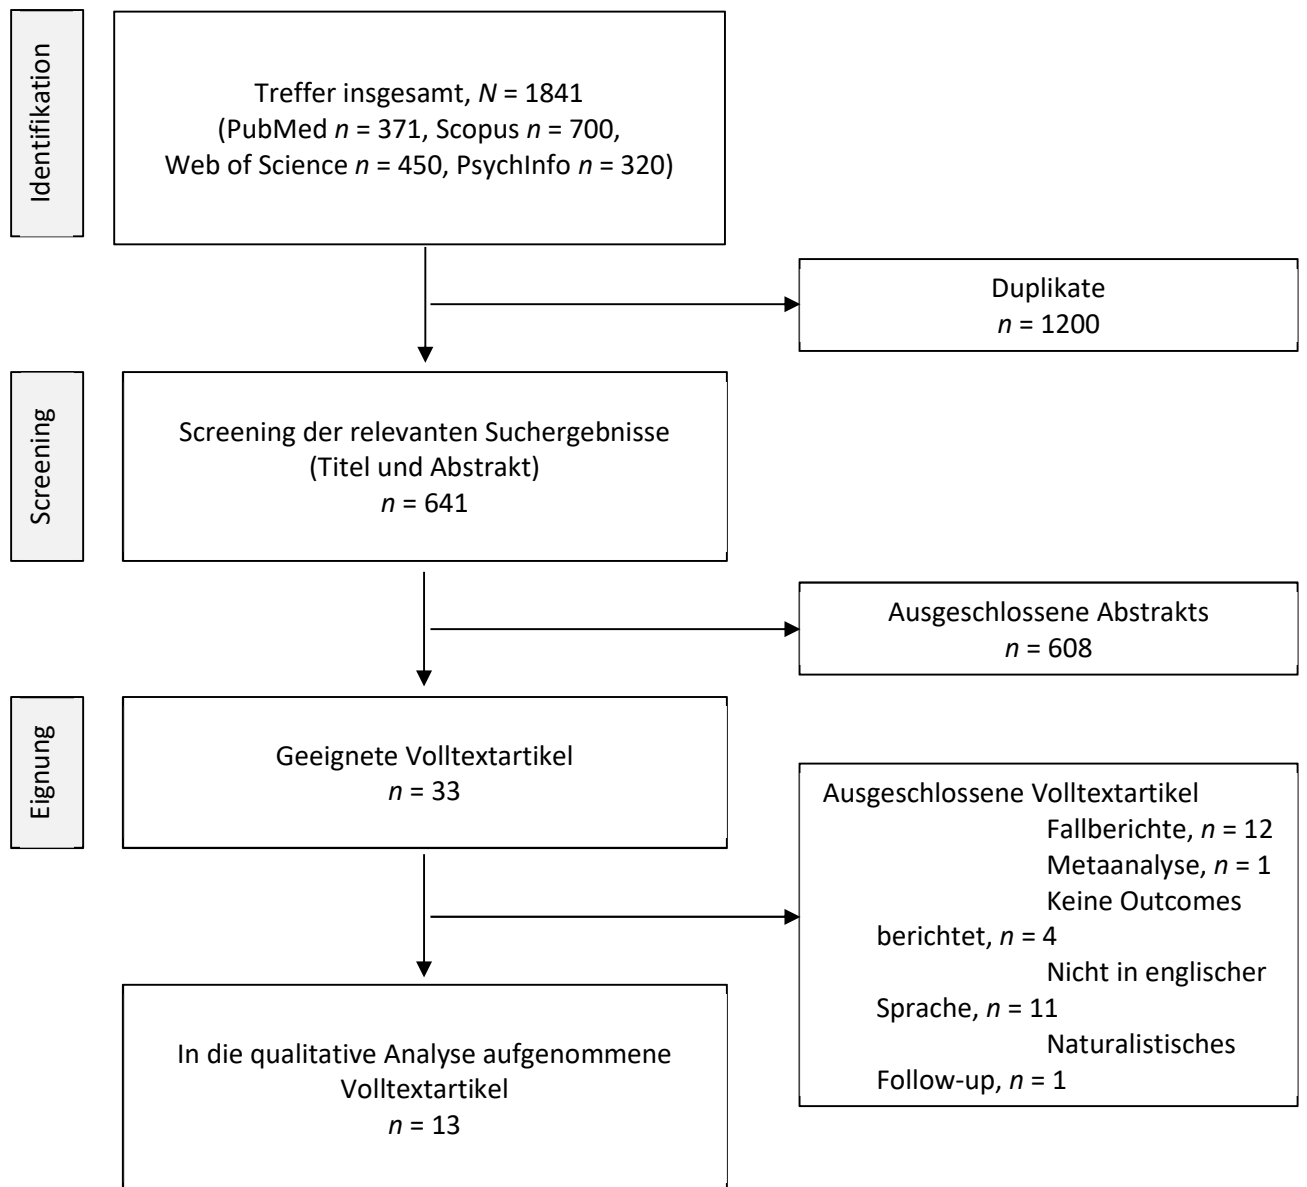 Identifikation
Treffer insgesamt, N = 1841
(PubMed n = 371, Scopus n = 700,
Web of Science n = 450, PsychInfo n = 320)
Duplikate
n = 1200
Screening
Screening der relevanten Suchergebnisse
(Titel und Abstrakt)
n = 641
Ausgeschlossene Abstrakts
n = 608
Eignung
Geeignete Volltextartikel
n = 33
Ausgeschlossene Volltextartikel
Fallberichte, n = 12
Metaanalyse, n = 1
Keine Outcomes
berichtet, n = 4
Nicht in englischer
Sprache, n = 11
Naturalistisches
Follow-up, n = 1
In die qualitative Analyse aufgenommene
Volltextartikel
n = 13